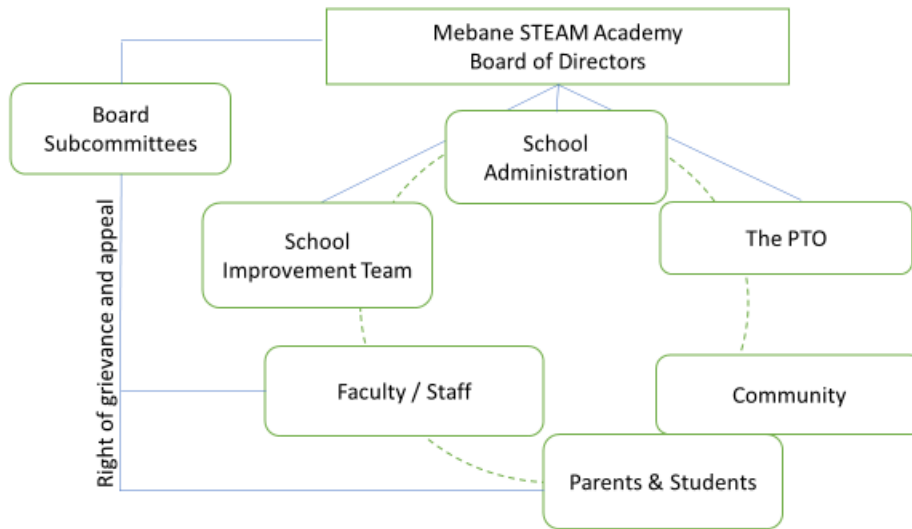 Mebane STEAM Academy
Board of Directors
Board
Subcommittees
School
Administration
School
Improvement Team
The PTO
Right of grievance and appeal
Faculty / Staff
Community
Parents & Students